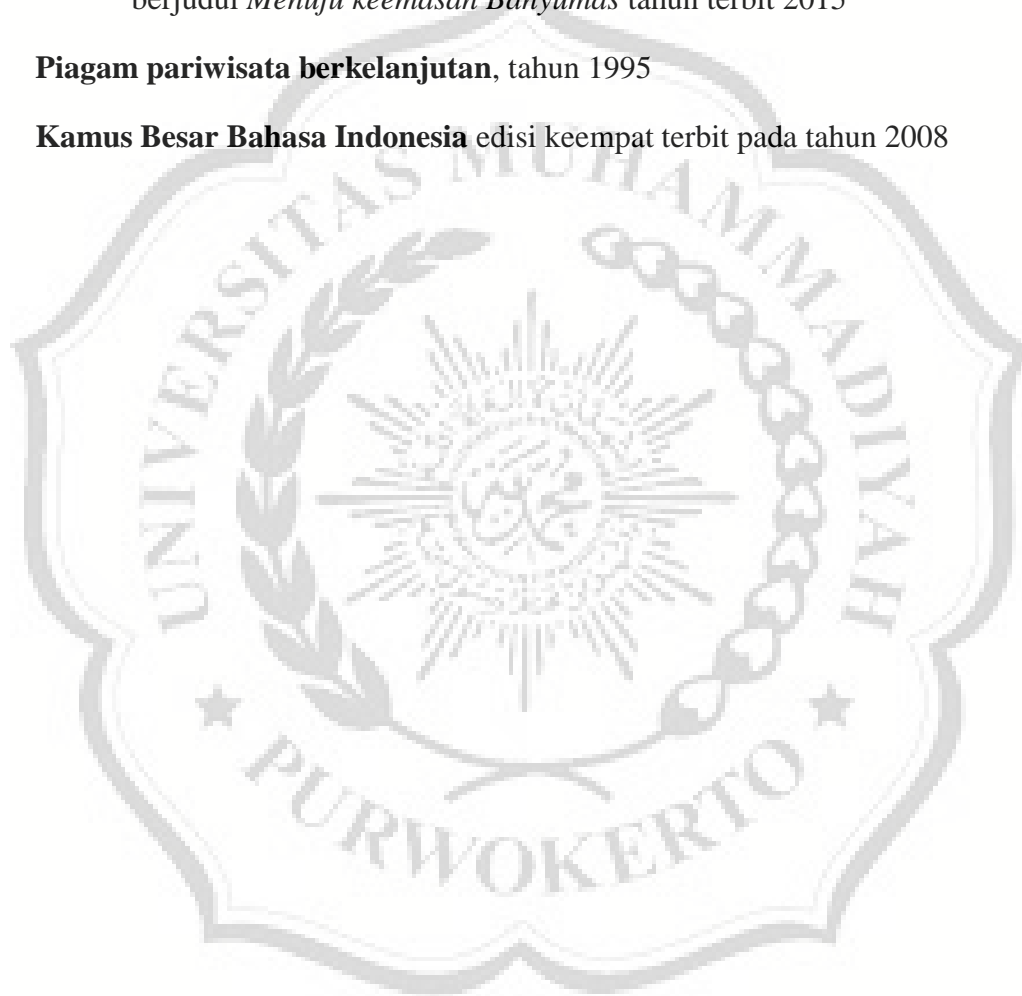 berjudul Menuju keemasan Banyumas tahun terbit 2015
Piagam pariwisata berkelanjutan, tahun 1995
Kamus Besar Bahasa Indonesia edisi keempat terbit pada tahun 2008
UNIVERSITAS MUHAMMADIYAH
PURWOKERTO